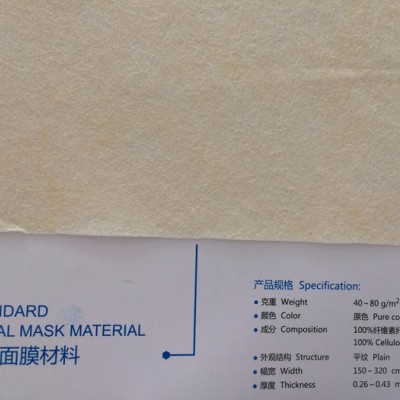 NDARD
AL MASK MATERIAL
面膜材料
产品规格 Specification:
克重 Weight 40~80 g/m²
颜色 Color 原色 Pure co
成分 Composition 100%纤维素纤
100% Cellulo
外观结构 Structure 平纹 Plain
幅宽 Width 150~320 cm
厚度 Thickness 0.26~0.43 m